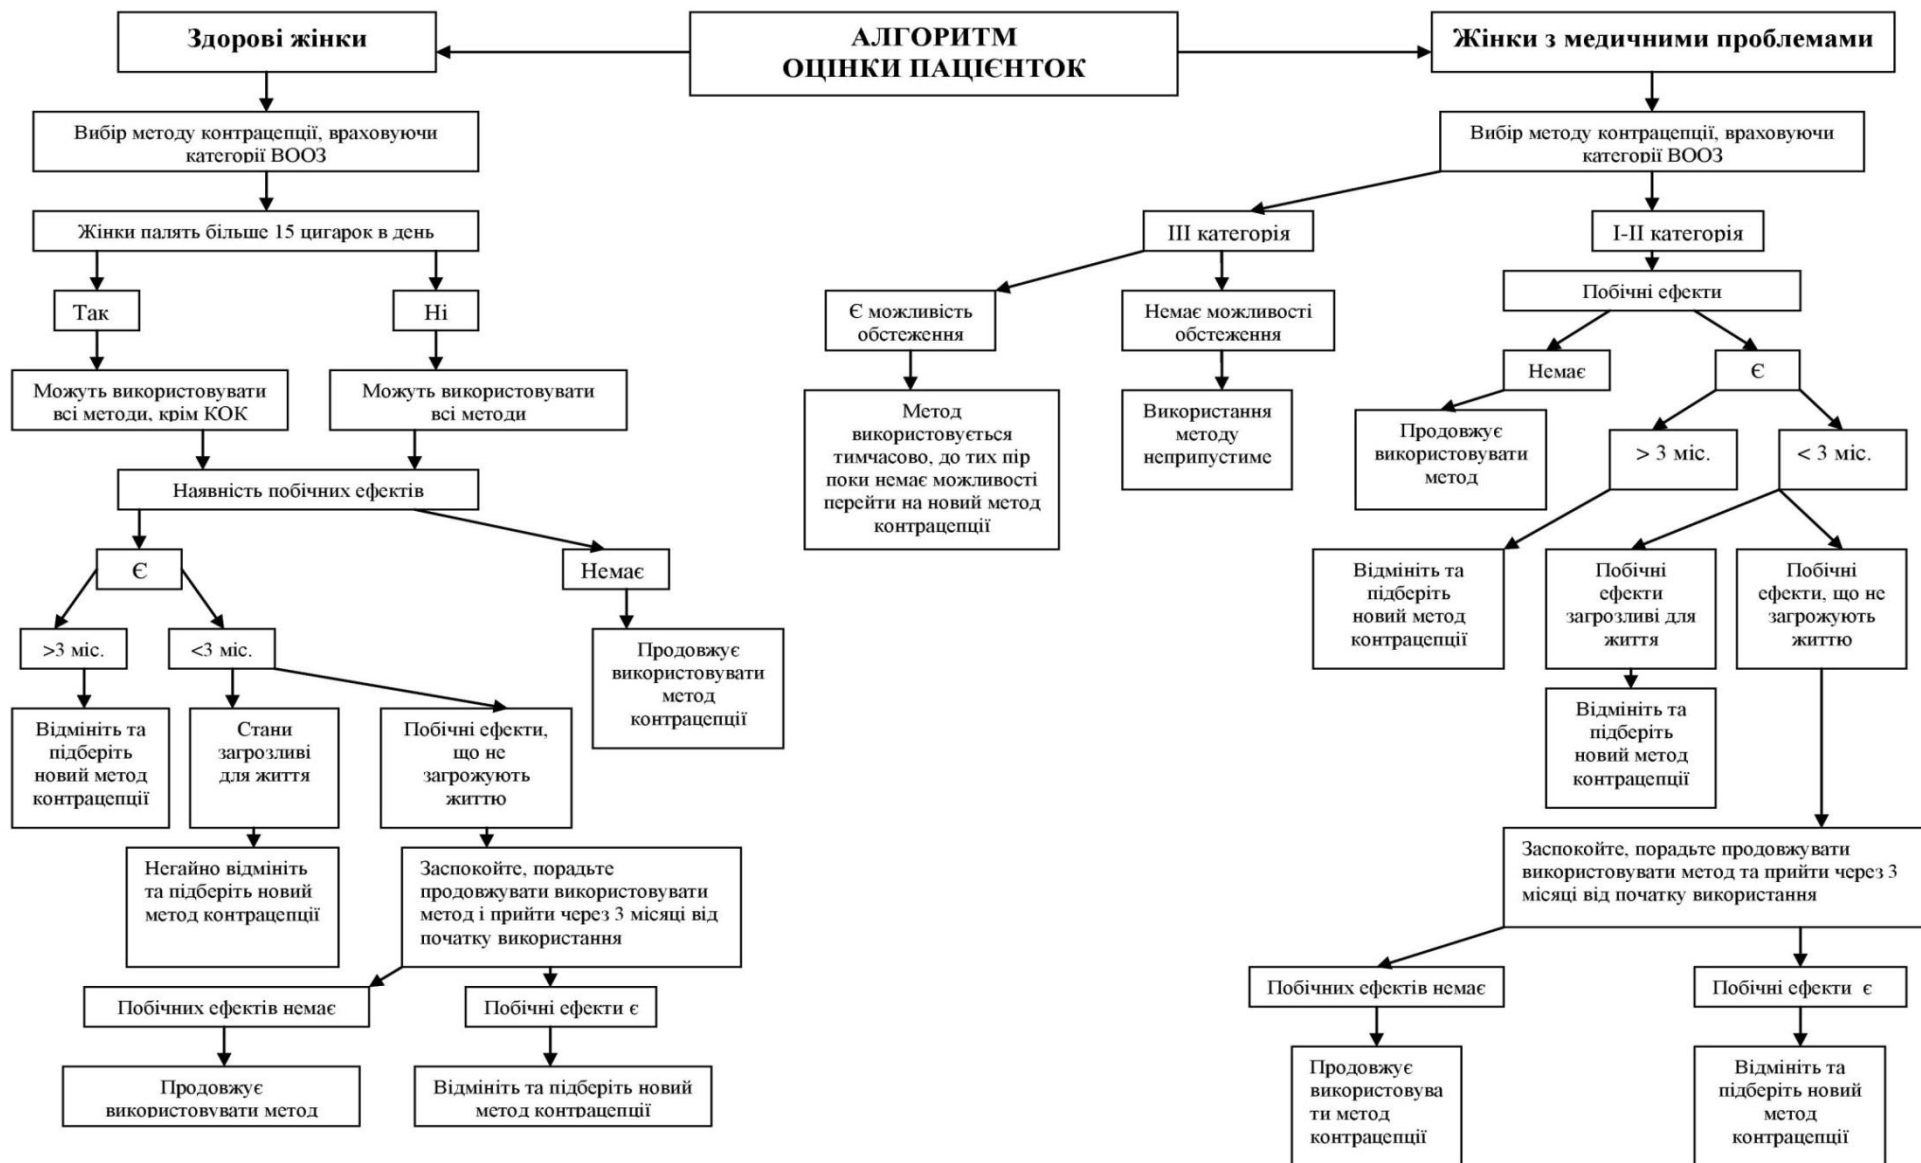 АЛГОРИТМ
ОЦІНКИ ПАЦІЄНТОК
Здорові жінки
Вибір методу контрацепції, враховуючи
категорії ВООЗ
Жінки палять більше 15 цигарок в день
Так
Ні
Можуть використовувати
всі методи, крім КОК
Можуть використовувати
всі методи
Наявність побічних ефектів
Є
Немає
>3 міс.
<3 міс.
Продовжує
використовувати
метод
контрацепції
Відмініть та
підберіть
новий метод
контрацепції
Стани
загрозливі
для життя
Побічні ефекти,
що не
загрожують
життю
Негайно відмініть
та підберіть новий
метод контрацепції
Заспокойте, порадьте
продовжувати використовувати
метод і прийти через 3 місяці від
початку використання
Побічних ефектів немає
Побічні ефекти є
Продовжує
використовувати метод
Відмініть та підберіть новий
метод контрацепції
Жінки з медичними проблемами
Вибір методу контрацепції, враховуючи
категорії ВООЗ
ІІІ категорія
І-ІІ категорія
Є можливість
обстеження
Немає можливості
обстеження
Метод
використовується
тимчасово, до тих пір
поки немає можливості
перейти на новий метод
контрацепції
Використання
методу
неприпустиме
Побічні ефекти
Немає
Є
Продовжує
використовувати
метод
> 3 міс.
< 3 міс.
Відмініть та
підберіть
новий метод
контрацепції
Побічні
ефекти
загрозливі для
життя
Побічні
ефекти, що не
загрожують
життю
Відмініть та
підберіть
новий метод
контрацепції
Заспокойте, порадьте продовжувати
використовувати метод та прийти через 3
місяці від початку використання
Побічних ефектів немає
Побічні ефекти є
Продовжує
використовува
ти метод
контрацепції
Відмініть та
підберіть новий
метод
контрацепції